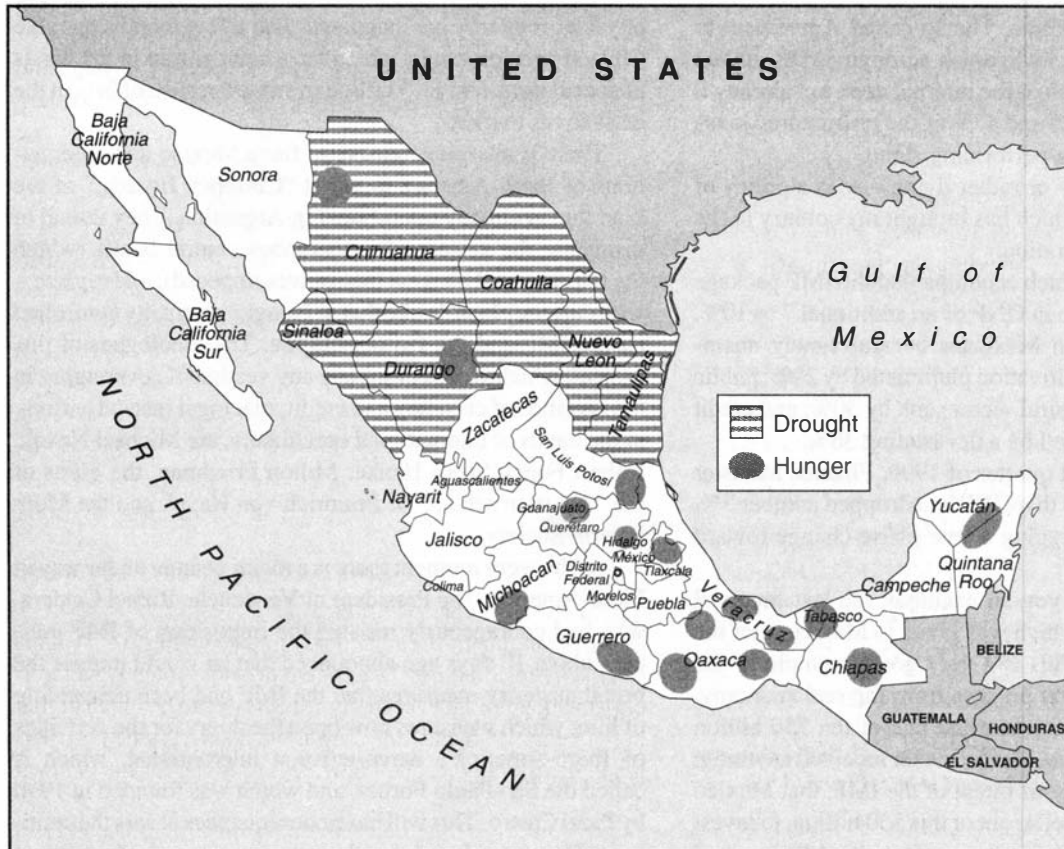 UNITED STATES
Baja
California
Norte
Sonora
Chihuahua
Coahuila
Baja
California
Sur
Sinaloa
Durango
Nuevo
León
Tamaulipas
Zacatecas
San Luis Potosí
Nayarit
Aguascalientes
Guanajuato
Querétaro
Jalisco
Hidalgo
México
Tlaxcala
Distrito
Federal
Morelos
Colima
Michoacan
Puebla
Veracruz
Guerrero
Oaxaca
Tabasco
Chiapas
Campeche
Yucatán
Quintana
Roo
Gulf of
Mexico
Drought
Hunger
NORTH PACIFIC OCEAN
BELIZE
GUATEMALA
HONDURAS
EL SALVADOR